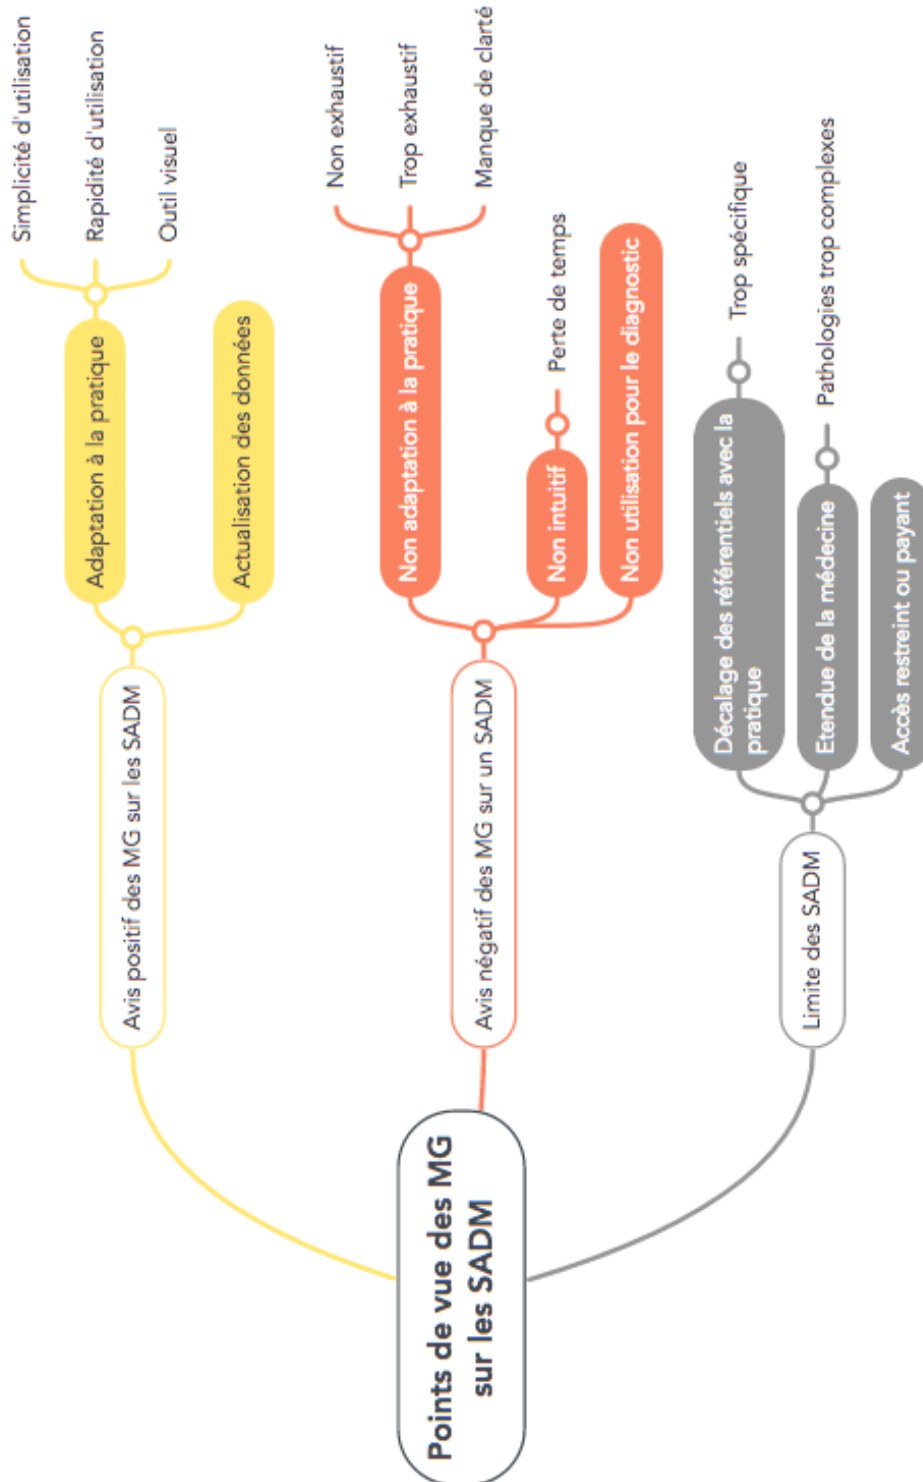 Points de vue des MG
sur les SADM
Avis positif des MG sur les SADM
Adaptation à la pratique
Simplicité d'utilisation
Rapidité d'utilisation
Outil visuel
Actualisation des données
Avis négatif des MG sur un SADM
Non adaptation à la pratique
Non exhaustif
Trop exhaustif
Manque de clarté
Non intuitif
Perte de temps
Non utilisation pour le diagnostic
Limite des SADM
Décalage des référentiels avec la
pratique
Trop spécifique
Etendue de la médecine
Pathologies trop complexes
Accès restreint ou payant